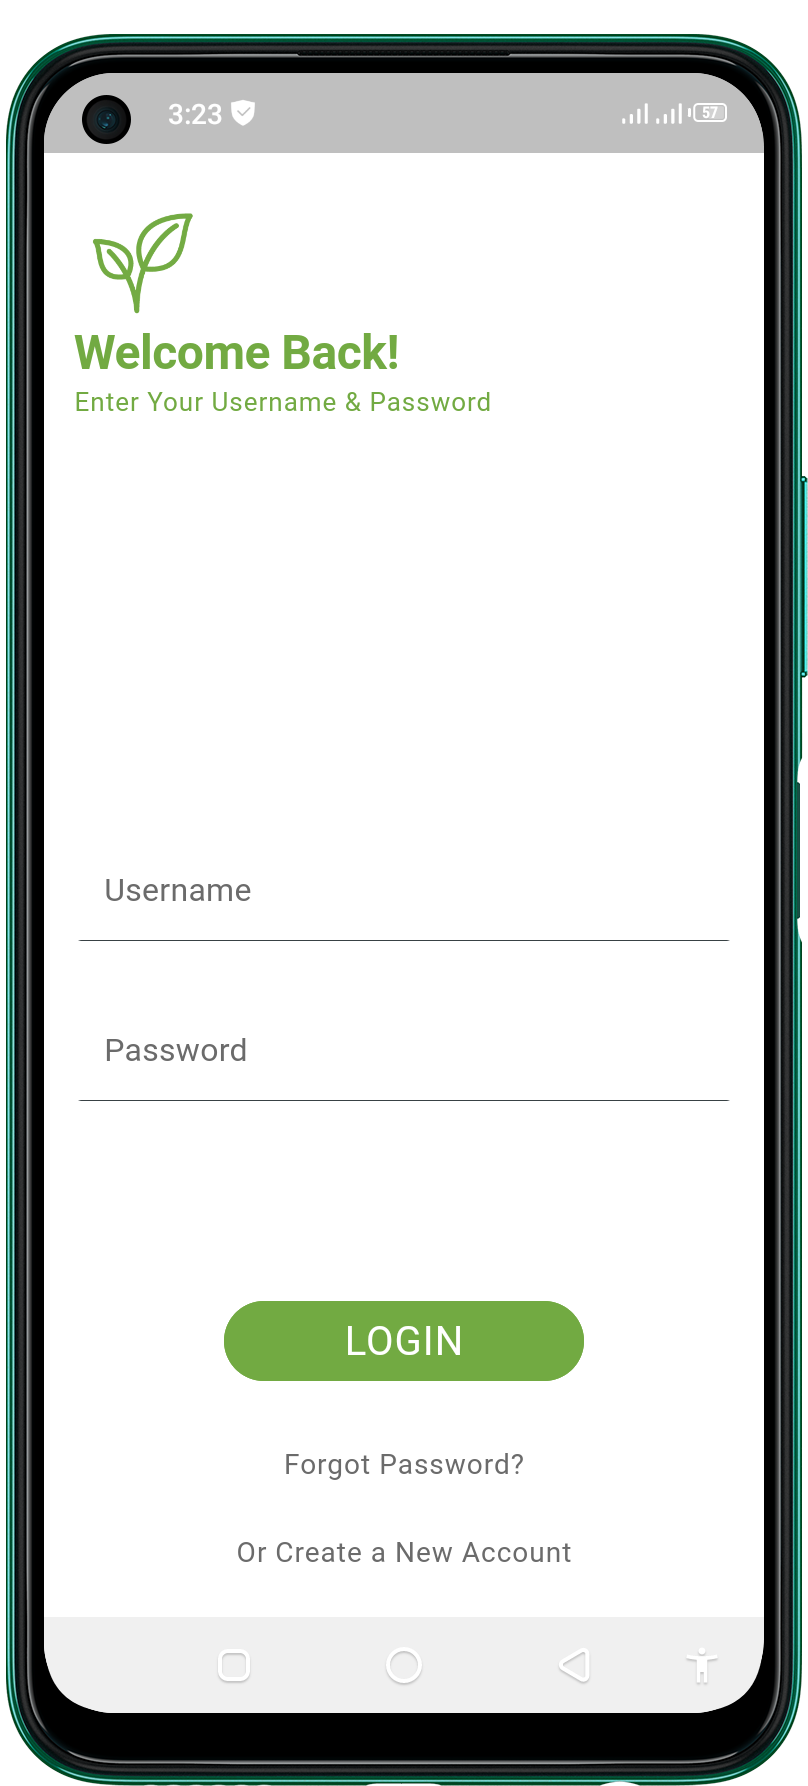 3:23
57
Welcome Back!
Enter Your Username & Password
Username
Password
LOGIN
Forgot Password?
Or Create a New Account